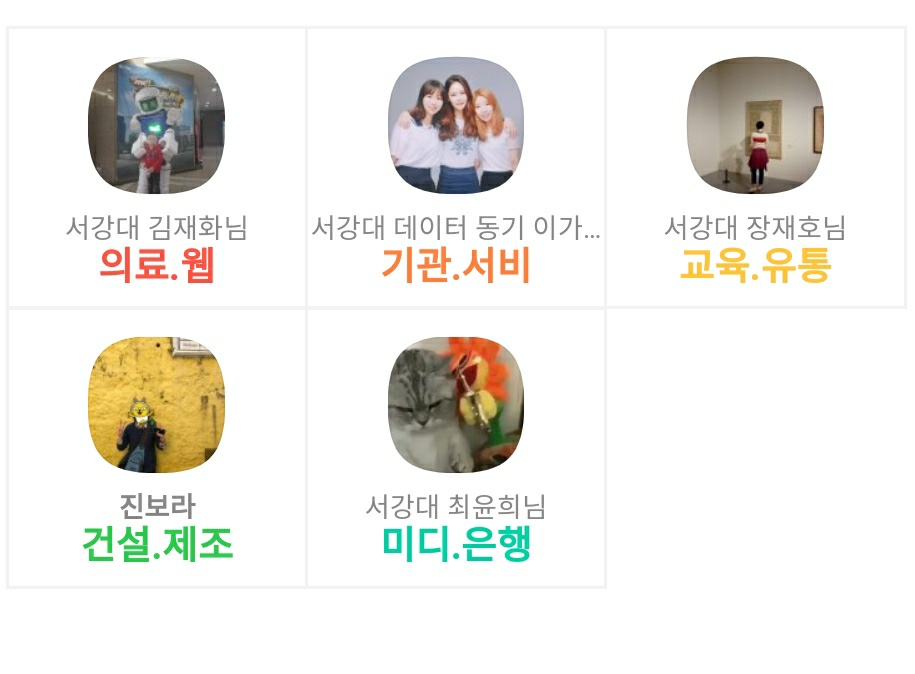 서강대 김재화님
의료.웹
서강대 데이터 동기 이가...
기관.서비
서강대 장재호님
교육.유통
진보라
건설.제조
서강대 최윤희님
미디.은행